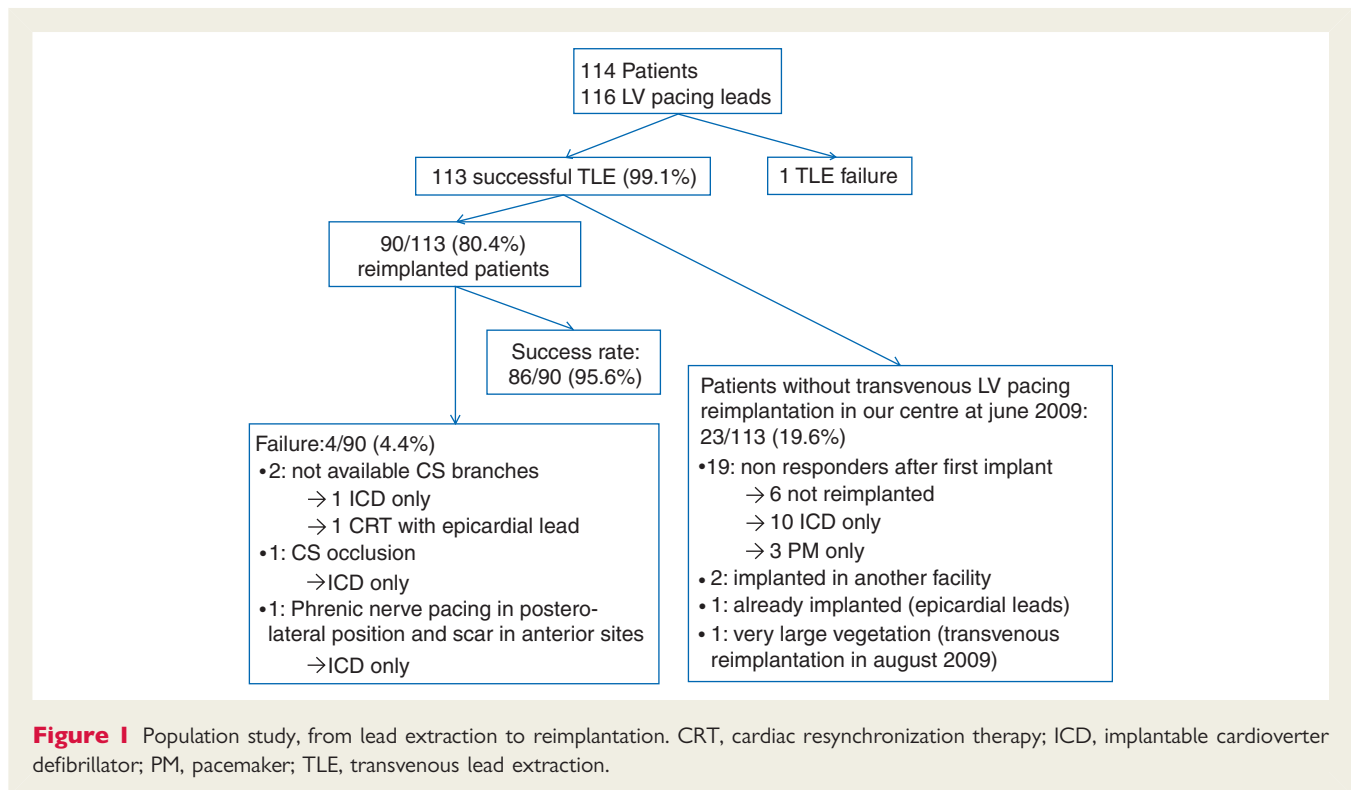 114 Patients
116 LV pacing leads
113 successful TLE (99.1%)
1 TLE failure
90/113 (80.4%)
reimplanted patients
Success rate:
86/90 (95.6%)
Failure:4/90 (4.4%)
•2: not available CS branches
→ 1 ICD only
→ 1 CRT with epicardial lead
•1: CS occlusion
→ICD only
•1: Phrenic nerve pacing in postero-
lateral position and scar in anterior sites
→ICD only
Patients without transvenous LV pacing
reimplantation in our centre at june 2009:
23/113 (19.6%)
•19: non responders after first implant
→ 6 not reimplanted
→ 10 ICD only
→ 3 PM only
• 2: implanted in another facility
• 1: already implanted (epicardial leads)
• 1: very large vegetation (transvenous
reimplantation in august 2009)
Figure 1 Population study, from lead extraction to reimplantation. CRT, cardiac resynchronization therapy; ICD, implantable cardioverter
defibrillator; PM, pacemaker; TLE, transvenous lead extraction.